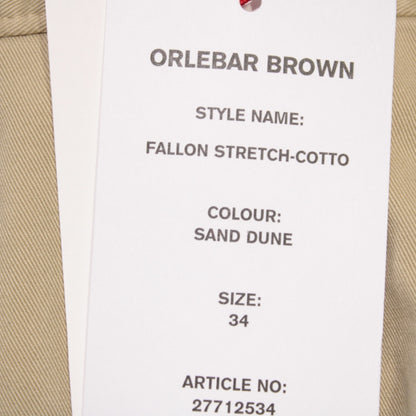 ORLEBAR BROWN
STYLE NAME:
FALLON STRETCH-COTTO
COLOUR:
SAND DUNE
SIZE:
34
ARTICLE NO:
27712534